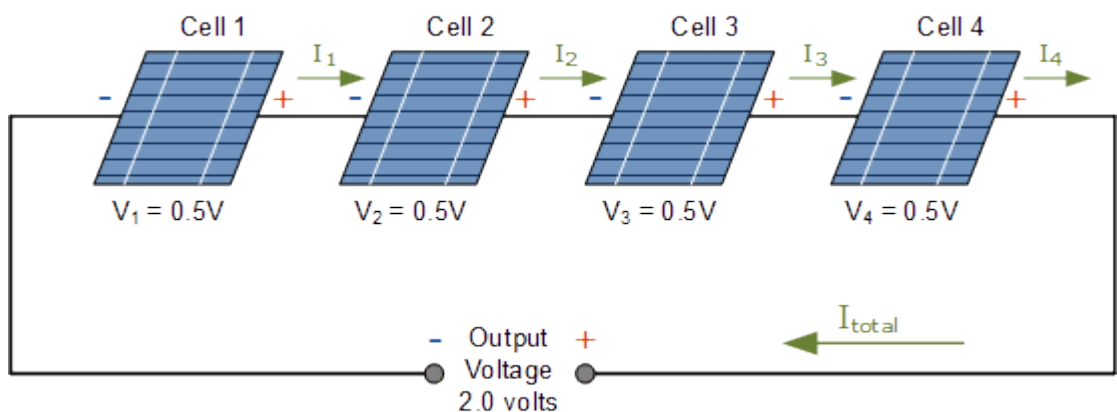 Cell 1 Cell 2 Cell 3 Cell 4
I₁ I₂ I₃ I₄
- + - + - + - +
V₁ = 0.5V V₂ = 0.5V V₃ = 0.5V V₄ = 0.5V
I_total
- Output +
Voltage
2.0 volts